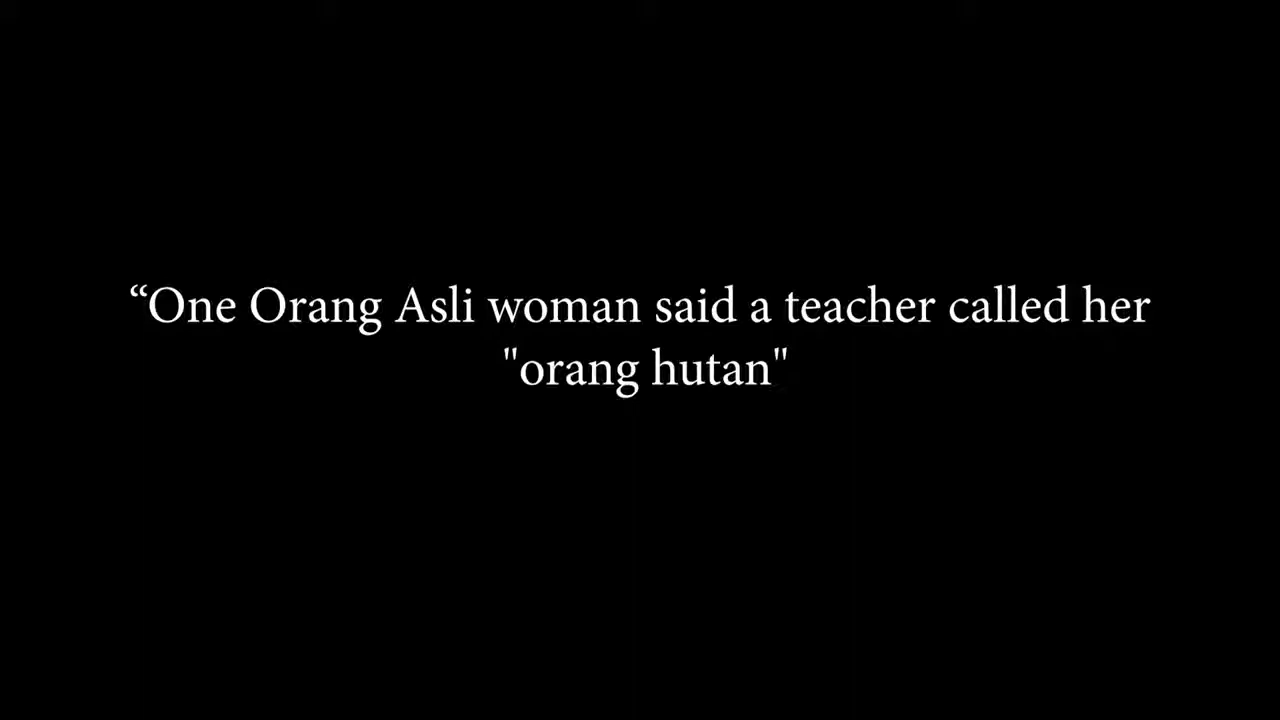 “One Orang Asli woman said a teacher called her
"orang hutan"